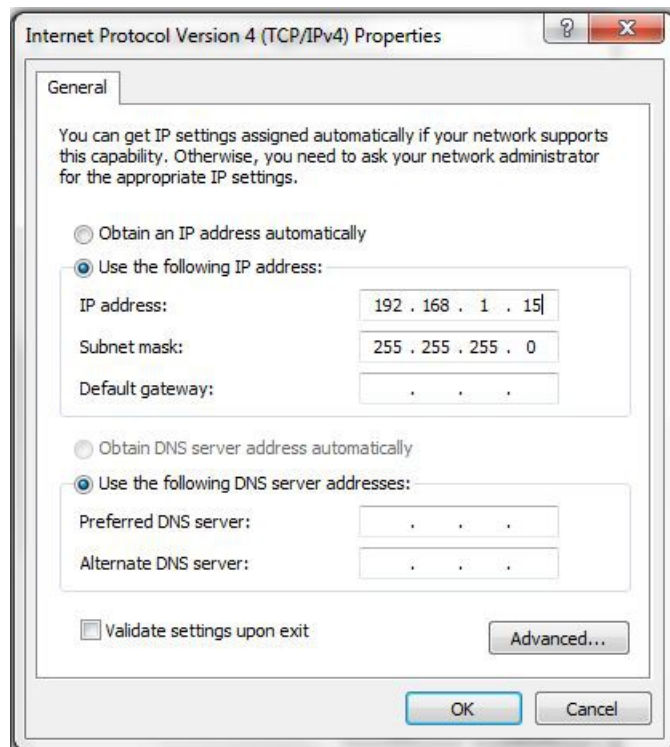 Internet Protocol Version 4 (TCP/IPv4) Properties
General
You can get IP settings assigned automatically if your network supports
this capability. Otherwise, you need to ask your network administrator
for the appropriate IP settings.
Obtain an IP address automatically
Use the following IP address:
IP address: 192 . 168 . 1 . 15
Subnet mask: 255 . 255 . 255 . 0
Default gateway: . . .
Obtain DNS server address automatically
Use the following DNS server addresses:
Preferred DNS server: . . .
Alternate DNS server: . . .
Validate settings upon exit
Advanced...
OK Cancel